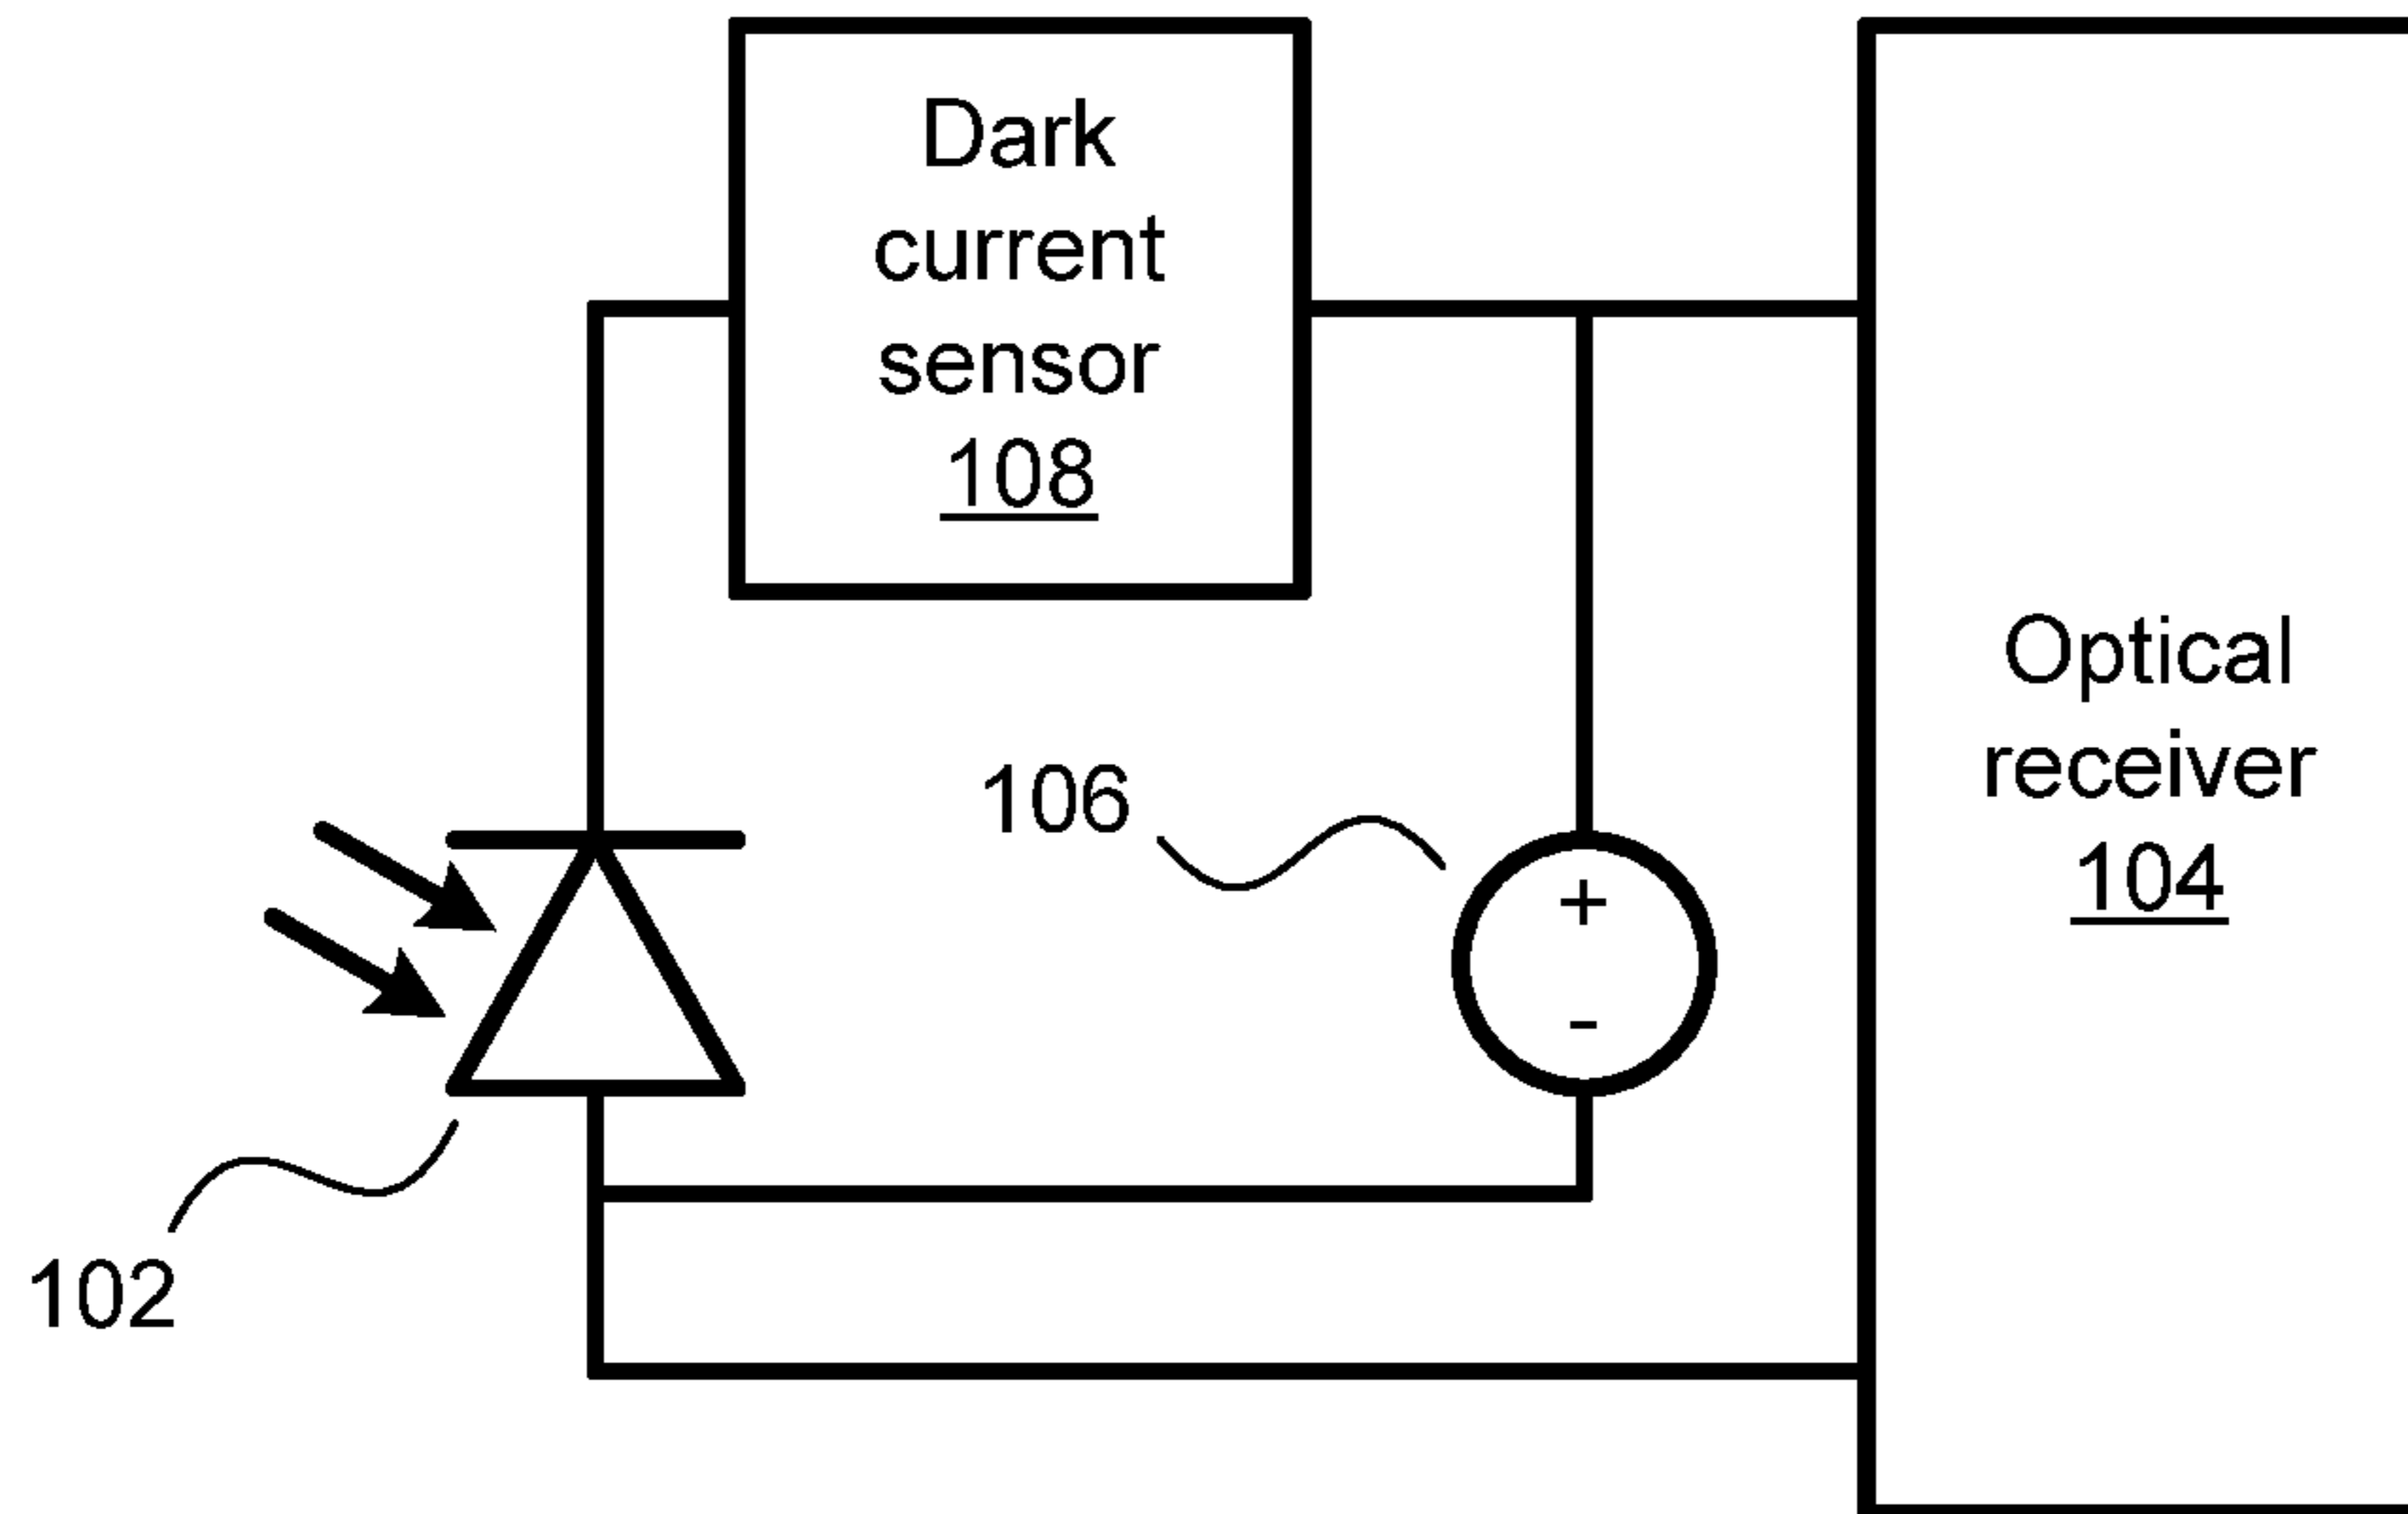 Dark
current
sensor
108
106
+
-
Optical
receiver
104
102